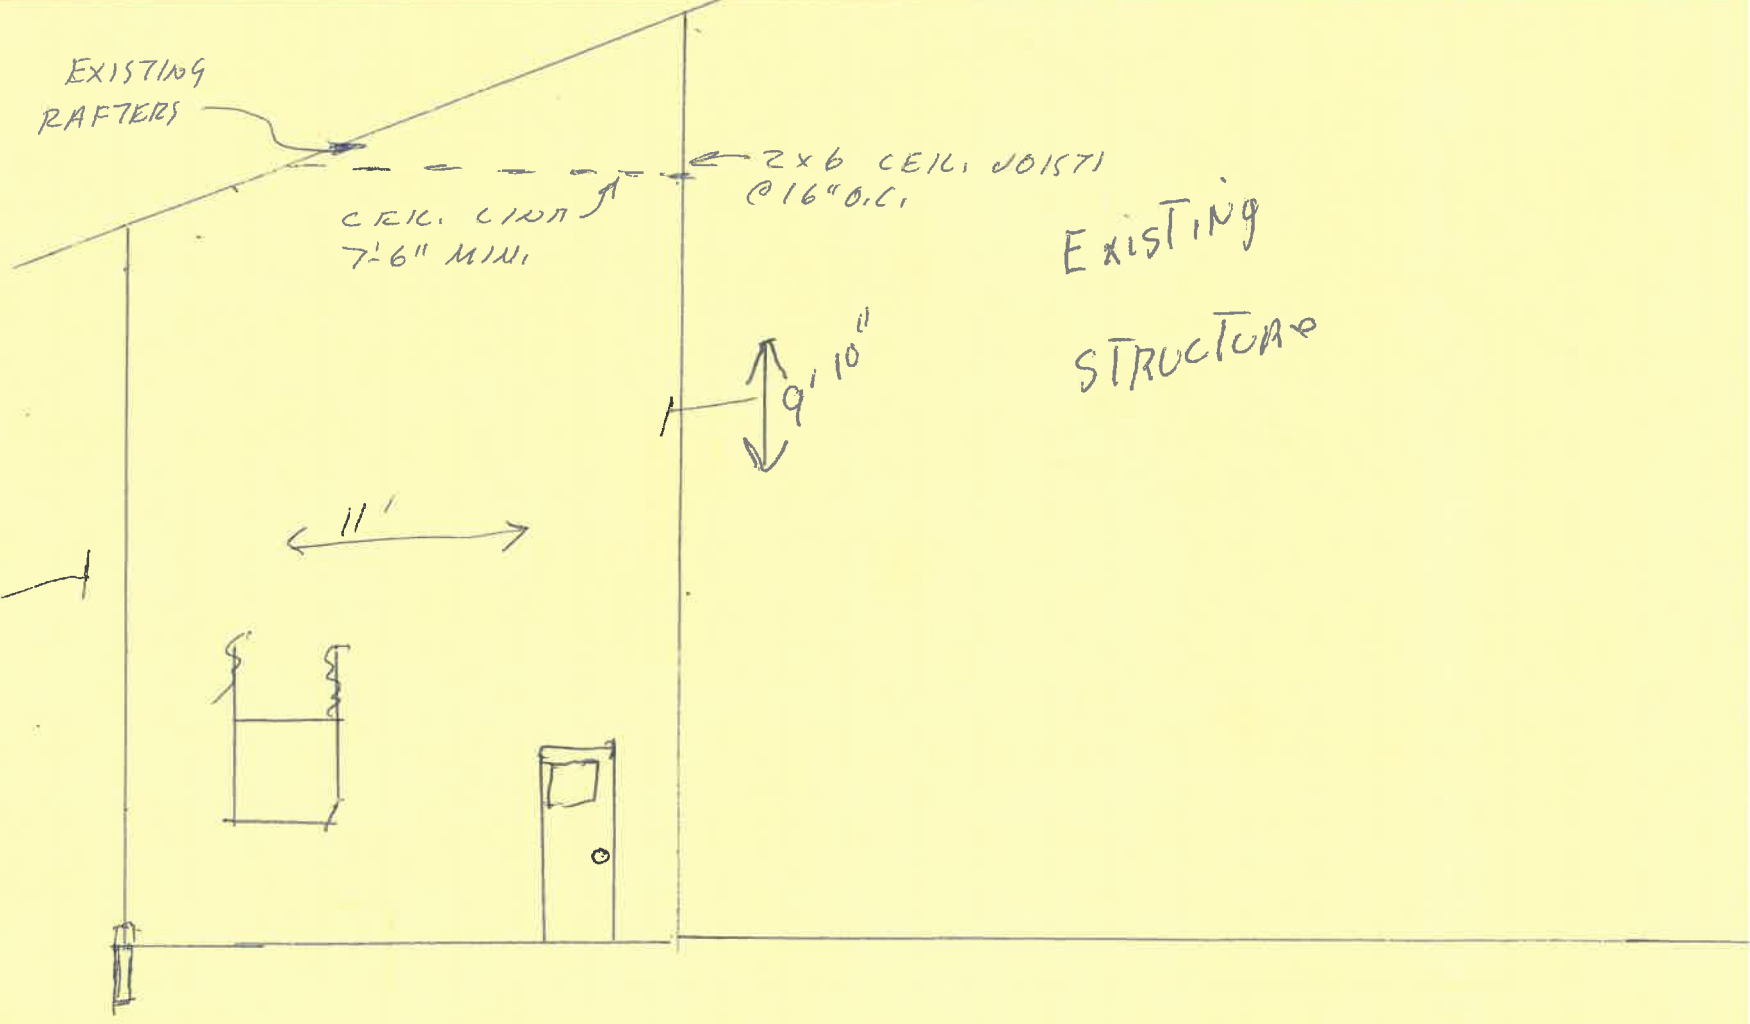 EXISTING
RAFTERS
2x6 CEIL. JOISTS
@16" O.C.
CEIL. LINE
7'-6" MIN.
EXISTING
STRUCTURE
9' 10"
11'